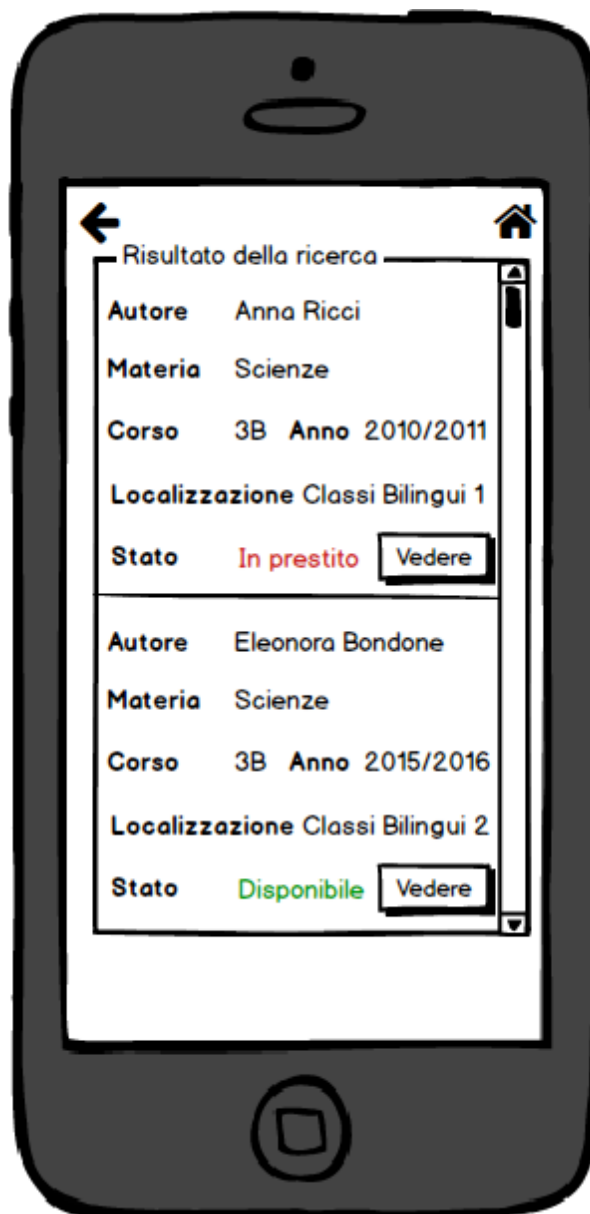 Risultato della ricerca
Autore Anna Ricci
Materia Scienze
Corso 3B Anno 2010/2011
Localizzazione Classi Bilingui 1
Stato In prestito Vedere
Autore Eleonora Bondone
Materia Scienze
Corso 3B Anno 2015/2016
Localizzazione Classi Bilingui 2
Stato Disponibile Vedere